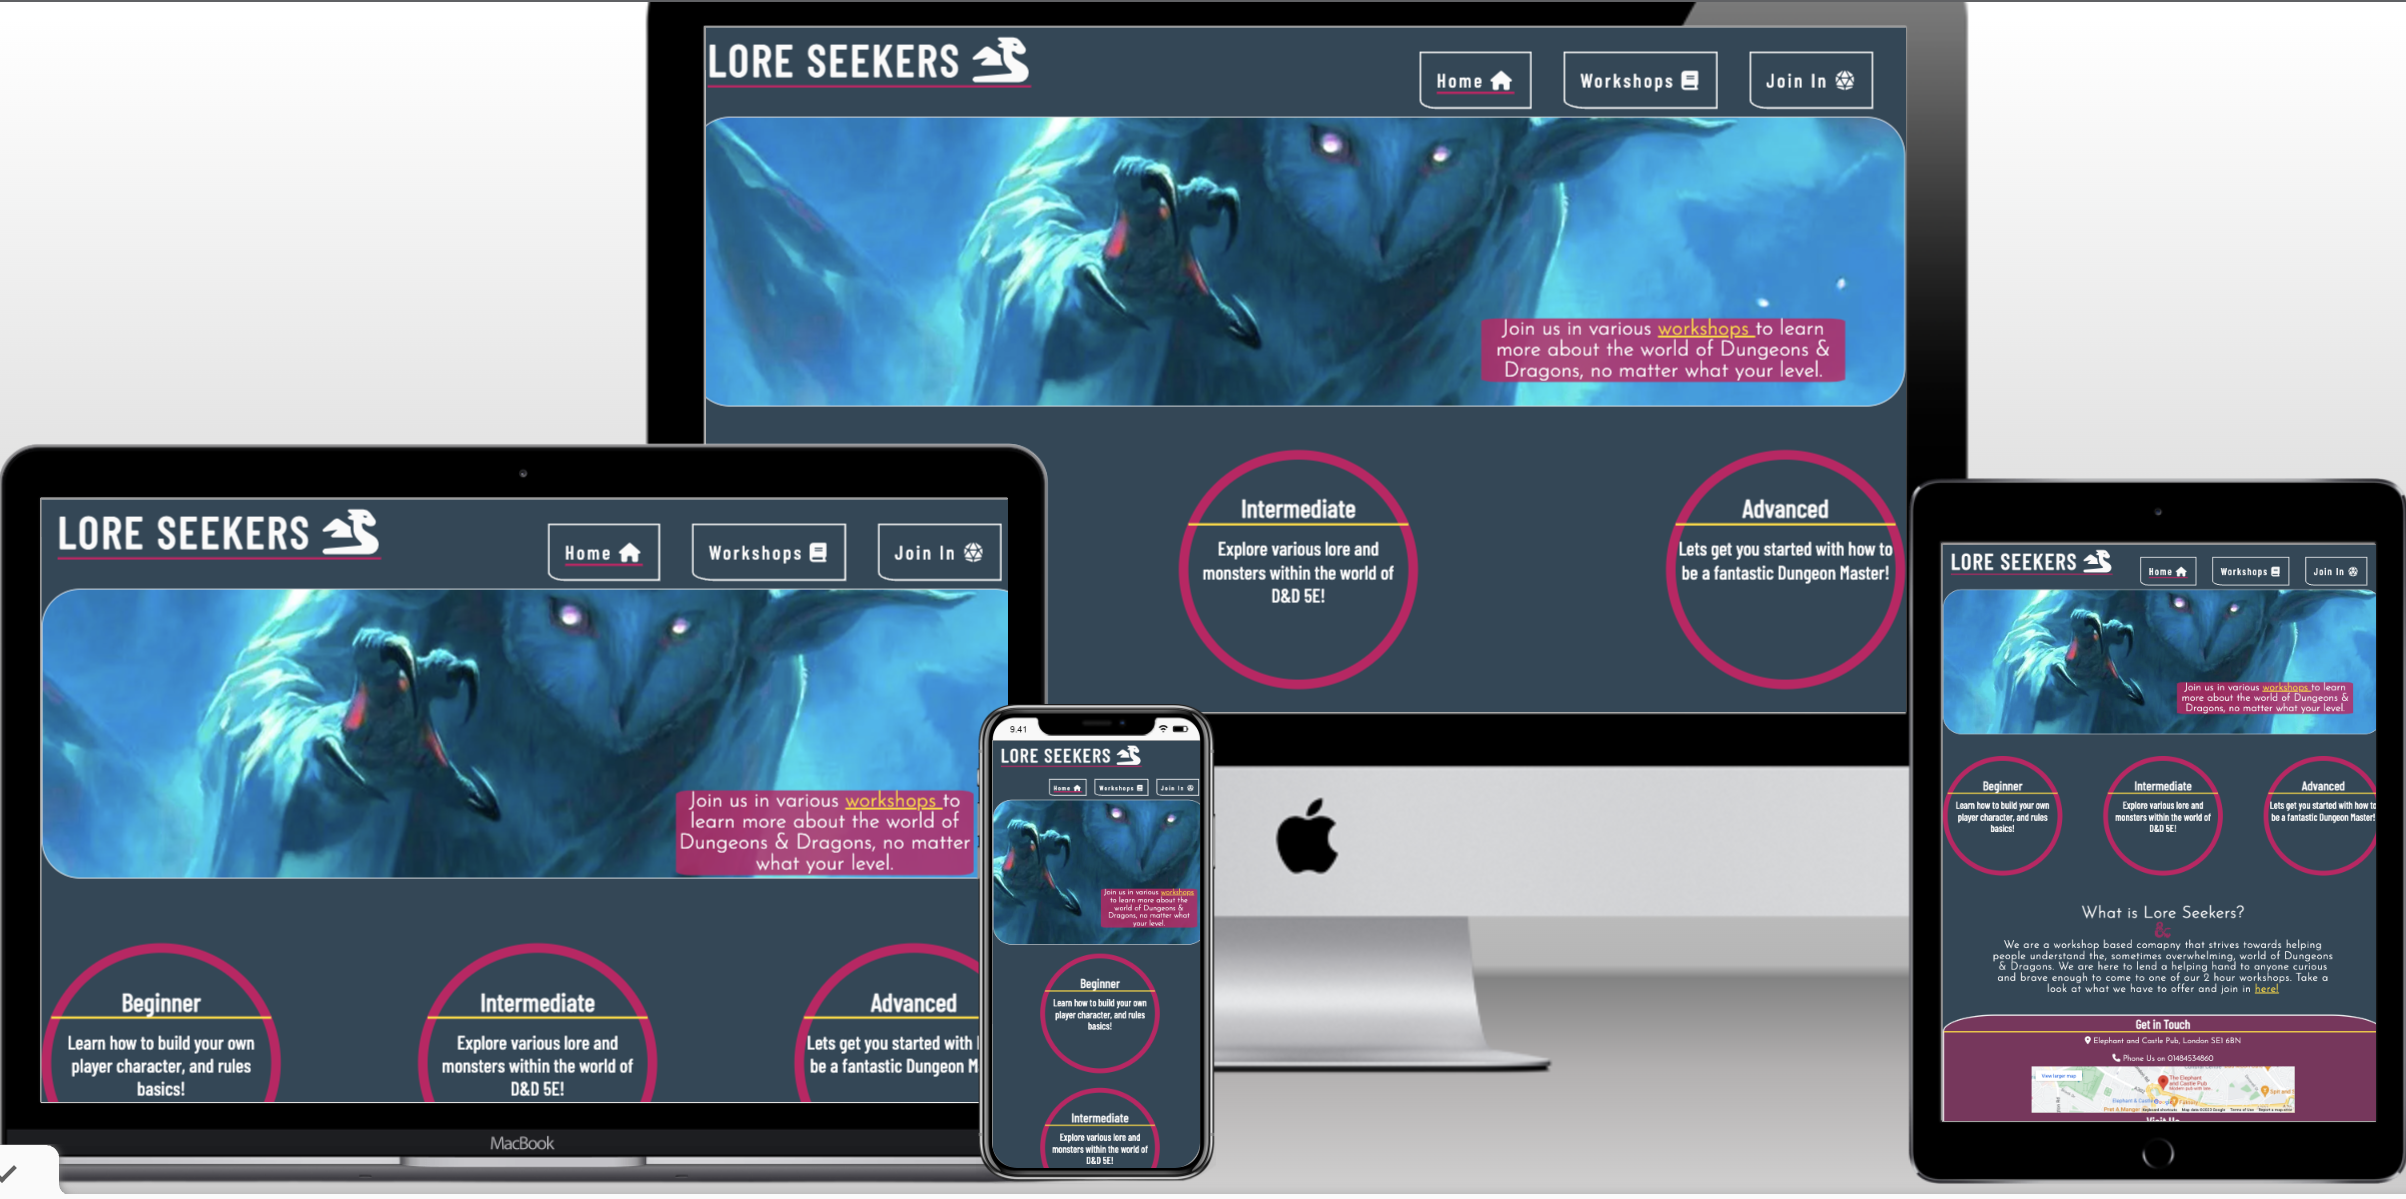 LORE SEEKERS
Home
Workshops
Join In
Join us in various workshops to learn
more about the world of Dungeons &
Dragons, no matter what your level.
Intermediate
Explore various lore and
monsters within the world of
D&D 5E!
Advanced
Lets get you started with how to
be a fantastic Dungeon Master!
LORE SEEKERS
Home
Workshops
Join In
Join us in various workshops to
learn more about the world of
Dungeons & Dragons, no matter
what your level.
Beginner
Learn how to build your own
player character, and rules
basics!
Intermediate
Explore various lore and
monsters within the world of
D&D 5E!
Advanced
Lets get you started with
be a fantastic Dungeon M
MacBook
9:41
LORE SEEKERS
Home
Workshops
Join In
Join us in various workshops
to learn more about the
world of Dungeons &
Dragons, no matter what
your level.
Beginner
Learn how to build your own
player character, and rules
basics!
Intermediate
Explore various lore and
monsters within the world of
D&D 5E!
LORE SEEKERS
Home
Workshops
Join In
Join us in various workshops to learn
more about the world of Dungeons &
Dragons, no matter what your level.
Beginner
Learn how to build your own
player character, and rules
basics!
Intermediate
Explore various lore and
monsters within the world of
D&D 5E!
Advanced
Lets get you started with how to
be a fantastic Dungeon Master!
What is Lore Seekers?
&
We are a workshop based comapny that strives towards helping
people understand the, sometimes overwhelming, world of Dungeons
& Dragons. We are here to lend a helping hand to anyone curious
and brave enough to come to one of our 2 hour workshops. Take a
look at what we have to offer and join in here!
Get in Touch
Elephant and Castle Pub, London SE1 6BN
Phone Us on 01484534860
View larger map
The Elephant
and Castle Pub
Keyboard shortcuts Map data ©2023 Google Terms of Use Report a map error
Visit Us